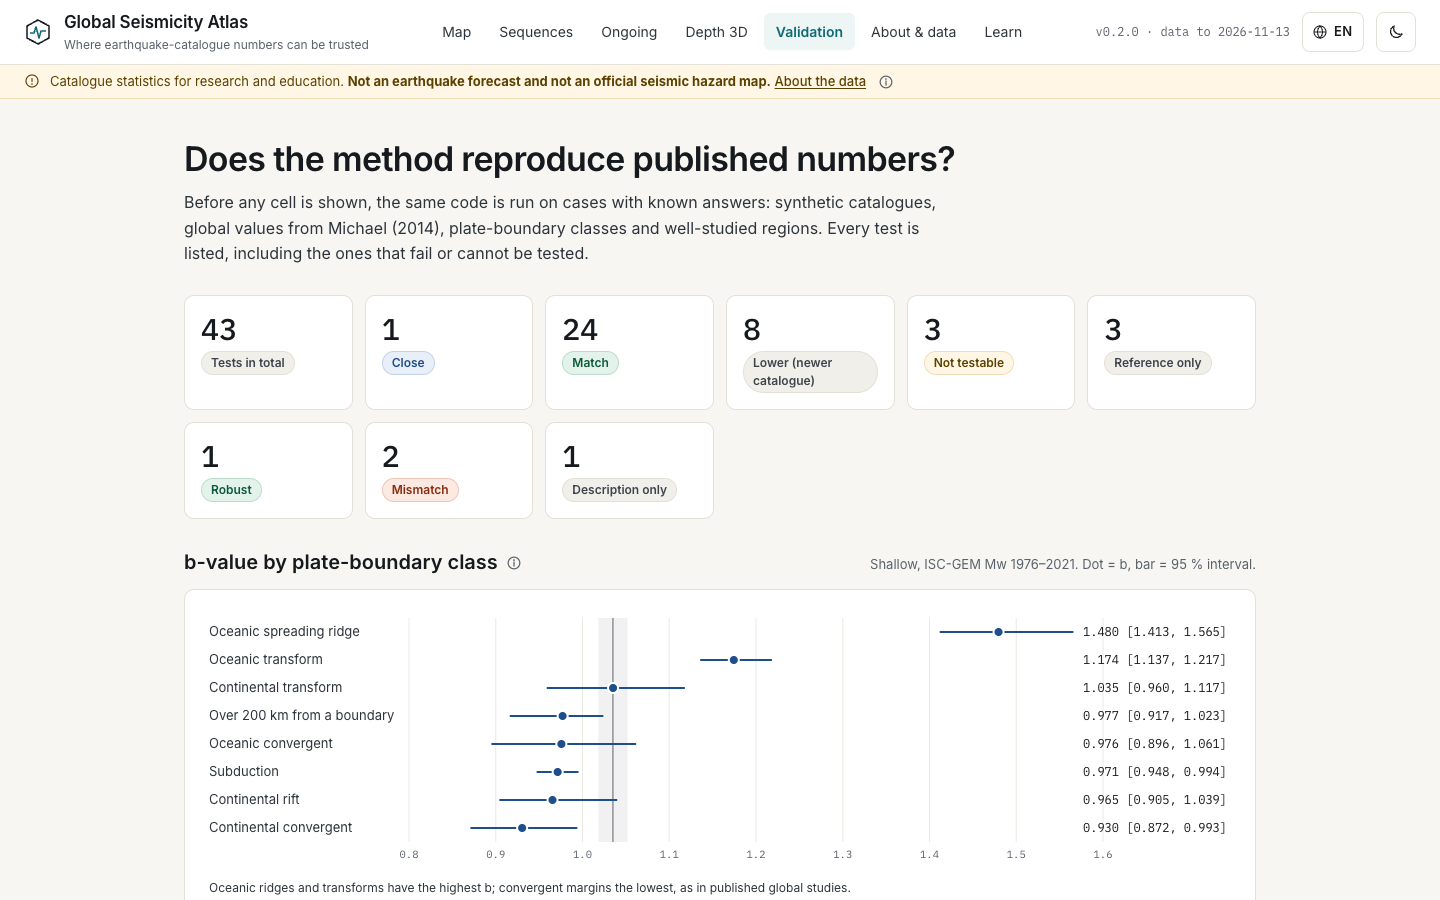 Global Seismicity Atlas
Where earthquake-catalogue numbers can be trusted
Map Sequences Ongoing Depth 3D Validation About & data Learn
v0.2.0 · data to 2026-11-13
EN
Catalogue statistics for research and education. Not an earthquake forecast and not an official seismic hazard map. About the data
Does the method reproduce published numbers?
Before any cell is shown, the same code is run on cases with known answers: synthetic catalogues,
global values from Michael (2014), plate-boundary classes and well-studied regions. Every test is
listed, including the ones that fail or cannot be tested.
43
Tests in total
1
Close
24
Match
8
Lower (newer
catalogue)
3
Not testable
3
Reference only
1
Robust
2
Mismatch
1
Description only
b-value by plate-boundary class
Shallow, ISC-GEM Mw 1976–2021. Dot = b, bar = 95 % interval.
Oceanic spreading ridge 1.480 [1.413, 1.565]
Oceanic transform 1.174 [1.137, 1.217]
Continental transform 1.035 [0.960, 1.117]
Over 200 km from a boundary 0.977 [0.917, 1.023]
Oceanic convergent 0.976 [0.896, 1.061]
Subduction 0.971 [0.948, 0.994]
Continental rift 0.965 [0.905, 1.039]
Continental convergent 0.930 [0.872, 0.993]
0.8 0.9 1.0 1.1 1.2 1.3 1.4 1.5 1.6
Oceanic ridges and transforms have the highest b; convergent margins the lowest, as in published global studies.